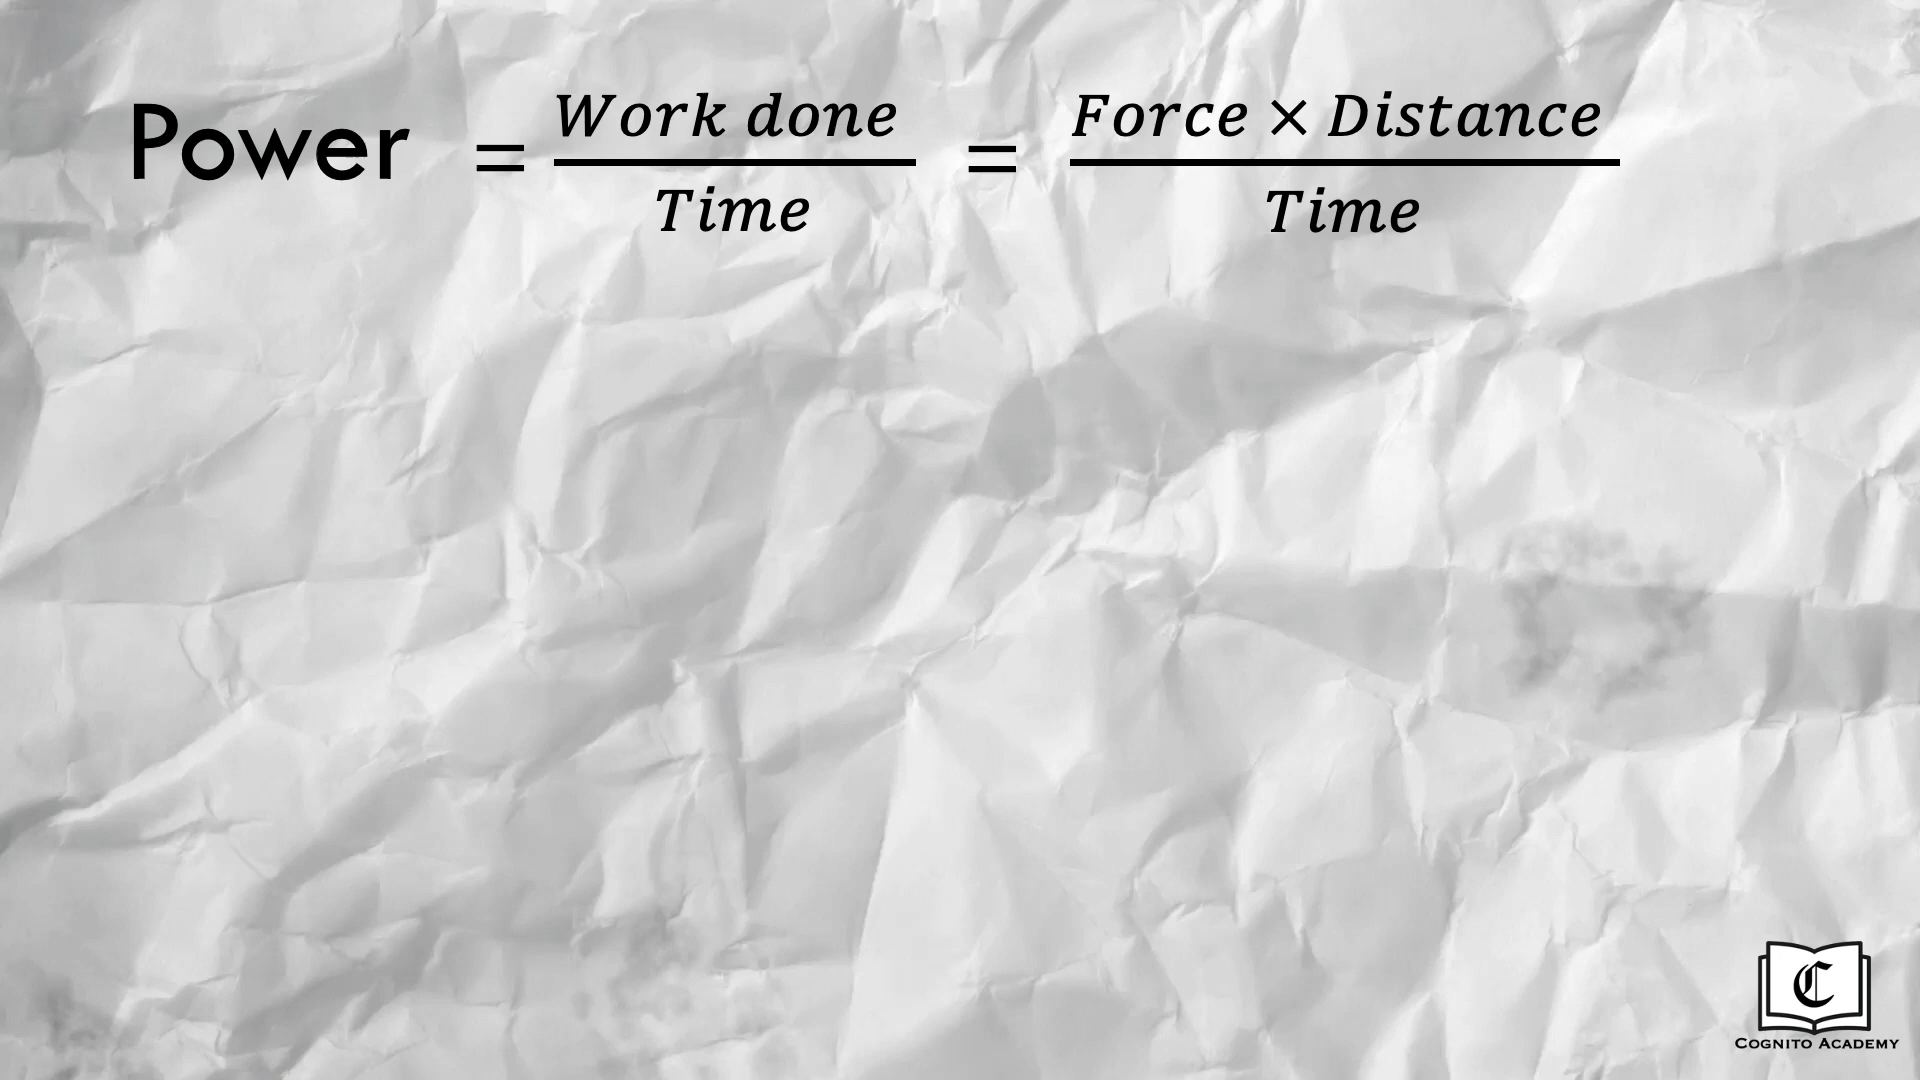 Power = Work done / Time = Force × Distance / Time
C
COGNITO ACADEMY